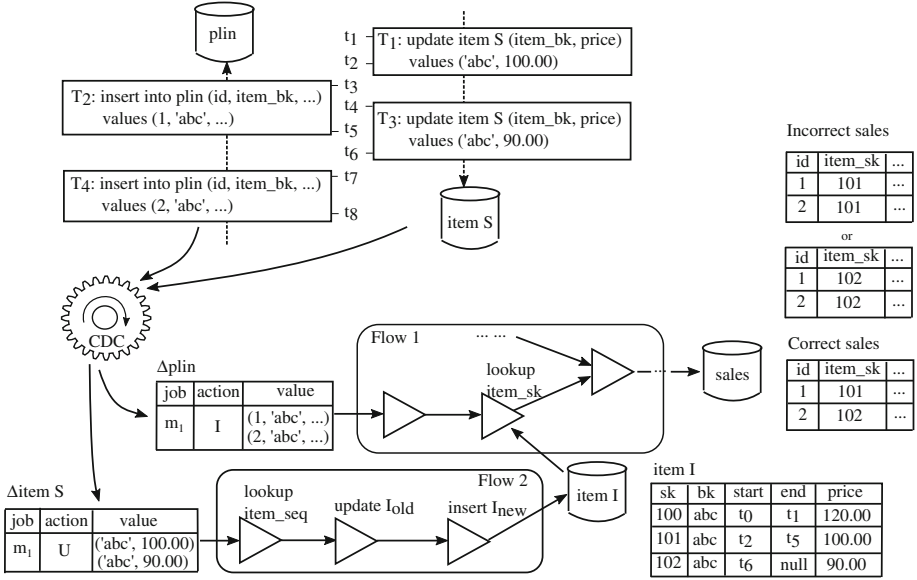 plin
t1
t2
t3
t4
t5
t6
t7
t8
T1: update item S (item_bk, price)
values ('abc', 100.00)
T2: insert into plin (id, item_bk, ...)
values (1, 'abc', ...)
T3: update item S (item_bk, price)
values ('abc', 90.00)
T4: insert into plin (id, item_bk, ...)
values (2, 'abc', ...)
item S
CDC
Incorrect sales
id item_sk ...
1 101 ...
2 101 ...
or
id item_sk ...
1 102 ...
2 102 ...
Correct sales
id item_sk ...
1 101 ...
2 102 ...
Flow 1
... ...
lookup
item_sk
...
sales
Δplin
job action value
m1 I (1, 'abc', ...)
(2, 'abc', ...)
Flow 2
lookup
item_seq
update Iold
insert Inew
item I
Δitem S
job action value
m1 U ('abc', 100.00)
('abc', 90.00)
item I
sk bk start end price
100 abc t0 t1 120.00
101 abc t2 t5 100.00
102 abc t6 null 90.00